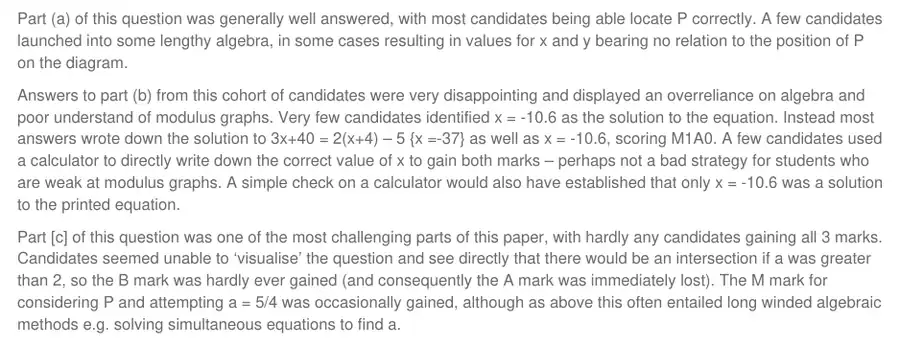 Part (a) of this question was generally well answered, with most candidates being able locate P correctly. A few candidates
launched into some lengthy algebra, in some cases resulting in values for x and y bearing no relation to the position of P
on the diagram.
Answers to part (b) from this cohort of candidates were very disappointing and displayed an overreliance on algebra and
poor understand of modulus graphs. Very few candidates identified x = -10.6 as the solution to the equation. Instead most
answers wrote down the solution to 3x+40 = 2(x+4) – 5 {x =-37} as well as x = -10.6, scoring M1A0. A few candidates used
a calculator to directly write down the correct value of x to gain both marks – perhaps not a bad strategy for students who
are weak at modulus graphs. A simple check on a calculator would also have established that only x = -10.6 was a solution
to the printed equation.
Part [c] of this question was one of the most challenging parts of this paper, with hardly any candidates gaining all 3 marks.
Candidates seemed unable to ‘visualise’ the question and see directly that there would be an intersection if a was greater
than 2, so the B mark was hardly ever gained (and consequently the A mark was immediately lost). The M mark for
considering P and attempting a = 5/4 was occasionally gained, although as above this often entailed long winded algebraic
methods e.g. solving simultaneous equations to find a.